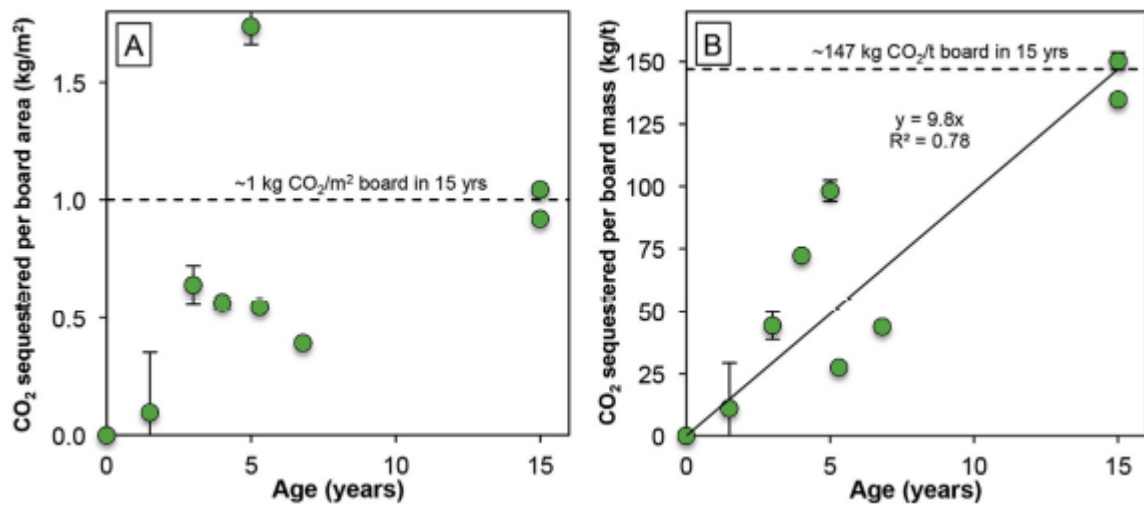 A
CO₂ sequestered per board area (kg/m²)
1.5
1.0
0.5
0.0
~1 kg CO₂/m² board in 15 yrs
0
5
10
15
Age (years)
B
CO₂ sequestered per board mass (kg/t)
150
125
100
75
50
25
0
~147 kg CO₂/t board in 15 yrs
y = 9.8x
R² = 0.78
0
5
10
15
Age (years)